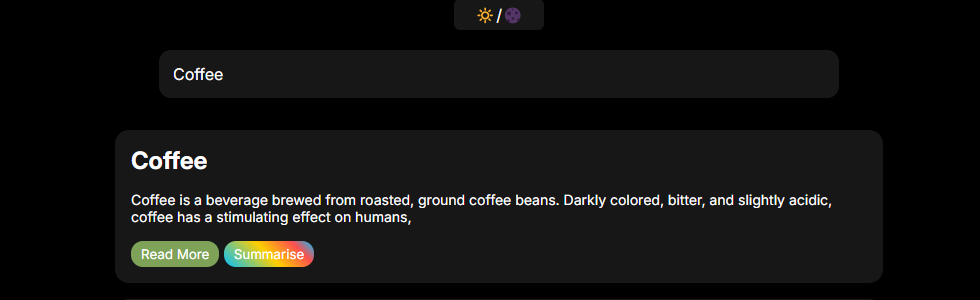 /
Coffee
Coffee
Coffee is a beverage brewed from roasted, ground coffee beans. Darkly colored, bitter, and slightly acidic,
coffee has a stimulating effect on humans,
Read More Summarise